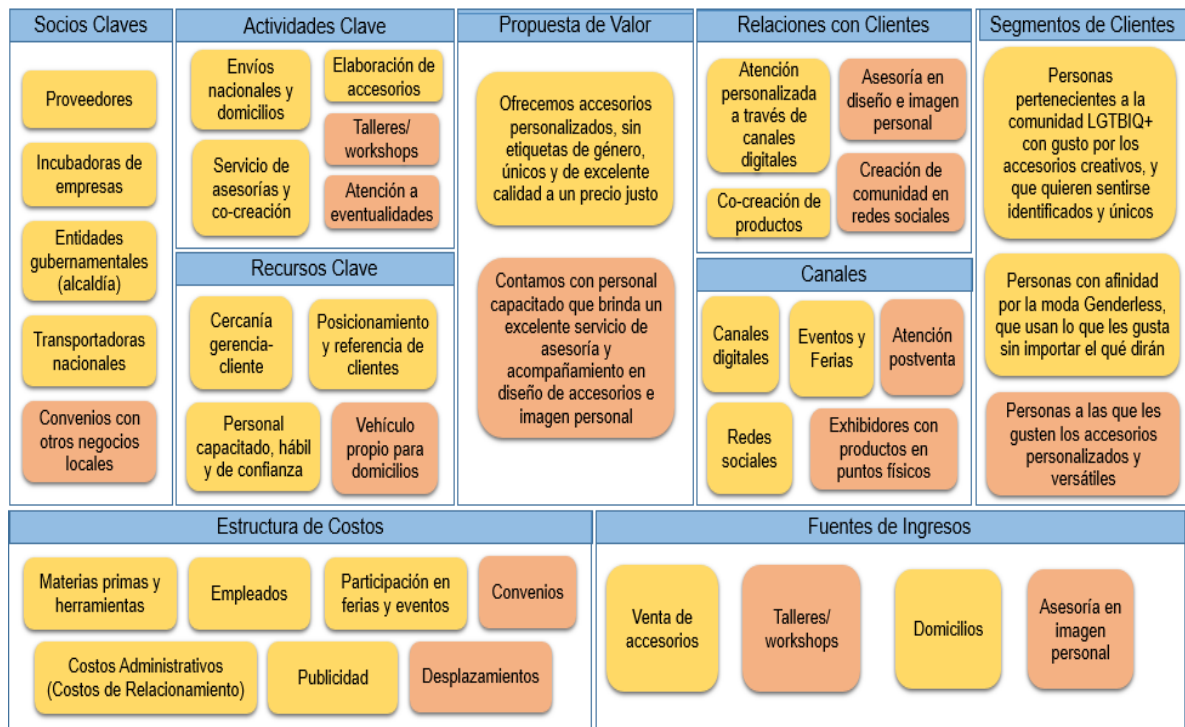 Socios Claves
Proveedores
Incubadoras de
empresas
Entidades
gubernamentales
(alcaldía)
Transportadoras
nacionales
Convenios con
otros negocios
locales
Actividades Clave
Envíos
nacionales y
domicilios
Elaboración de
accesorios
Talleres/
workshops
Servicio de
asesorías y
co-creación
Atención a
eventualidades
Recursos Clave
Cercanía
gerencia-
cliente
Posicionamiento
y referencia de
clientes
Personal
capacitado, hábil
y de confianza
Vehículo
propio para
domicilios
Propuesta de Valor
Ofrecemos accesorios
personalizados, sin
etiquetas de género,
únicos y de excelente
calidad a un precio justo
Contamos con personal
capacitado que brinda un
excelente servicio de
asesoría y
acompañamiento en
diseño de accesorios e
imagen personal
Relaciones con Clientes
Atención
personalizada
a través de
canales
digitales
Asesoría en
diseño e imagen
personal
Co-creación de
productos
Creación de
comunidad en
redes sociales
Canales
Canales
digitales
Eventos y
Ferias
Atención
postventa
Redes
sociales
Exhibidores con
productos en
puntos físicos
Segmentos de Clientes
Personas
pertenecientes a la
comunidad LGTBIQ+
con gusto por los
accesorios creativos, y
que quieren sentirse
identificados y únicos
Personas con afinidad
por la moda Genderless,
que usan lo que les gusta
sin importar el qué dirán
Personas a las que les
gusten los accesorios
personalizados y
versátiles
Estructura de Costos
Materias primas y
herramientas
Empleados
Participación en
ferias y eventos
Convenios
Costos Administrativos
(Costos de Relacionamiento)
Publicidad
Desplazamientos
Fuentes de Ingresos
Venta de
accesorios
Talleres/
workshops
Domicilios
Asesoría en
imagen
personal